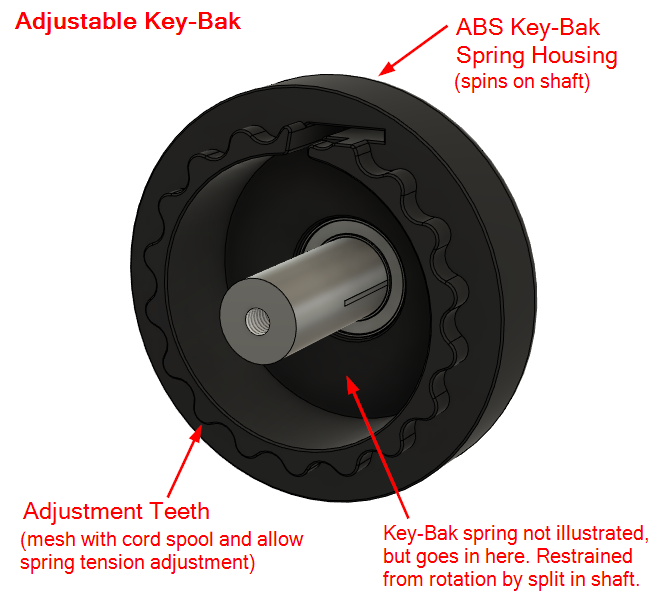 Adjustable Key-Bak
ABS Key-Bak
Spring Housing
(spins on shaft)
Adjustment Teeth
(mesh with cord spool and allow
spring tension adjustment)
Key-Bak spring not illustrated,
but goes in here. Restrained
from rotation by split in shaft.